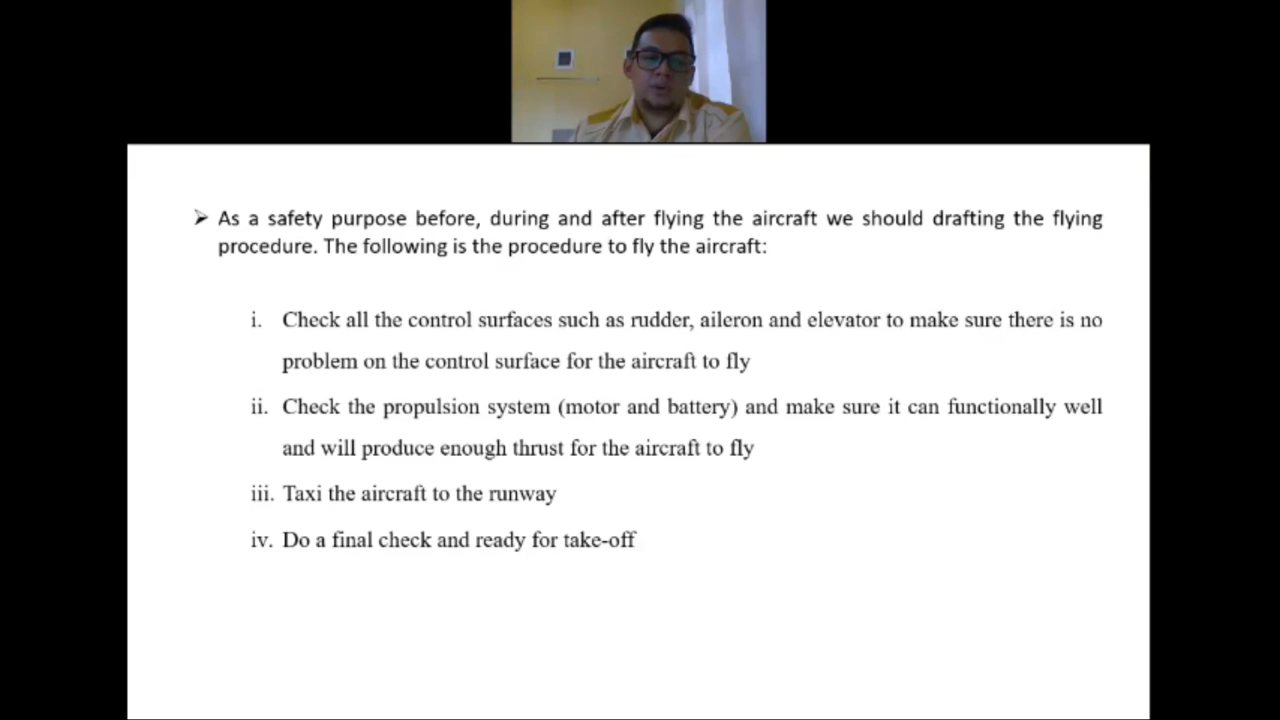 ➢ As a safety purpose before, during and after flying the aircraft we should drafting the flying
procedure. The following is the procedure to fly the aircraft:
i. Check all the control surfaces such as rudder, aileron and elevator to make sure there is no
problem on the control surface for the aircraft to fly
ii. Check the propulsion system (motor and battery) and make sure it can functionally well
and will produce enough thrust for the aircraft to fly
iii. Taxi the aircraft to the runway
iv. Do a final check and ready for take-off